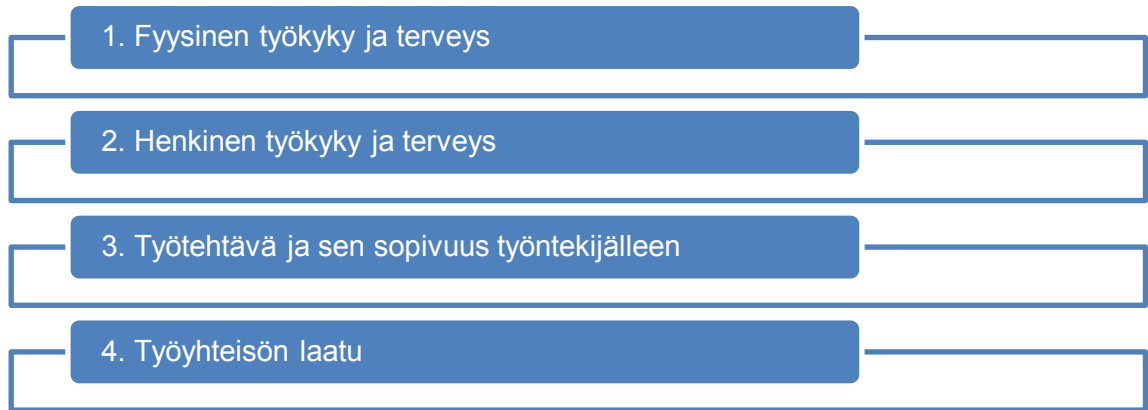 1. Fyysinen työkyky ja terveys
2. Henkinen työkyky ja terveys
3. Työtehtävä ja sen sopivuus työntekijälleen
4. Työyhteisön laatu